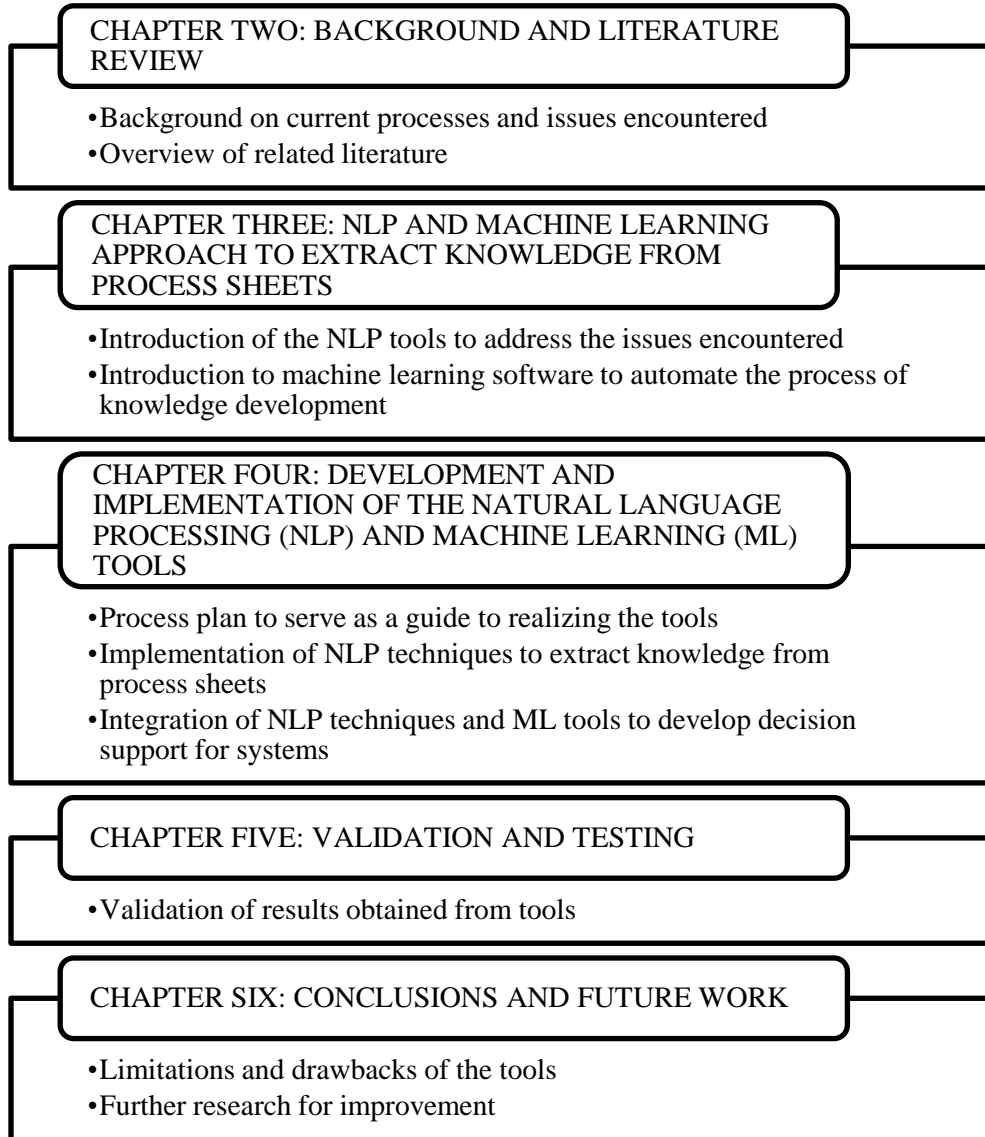 CHAPTER TWO: BACKGROUND AND LITERATURE
REVIEW
•Background on current processes and issues encountered
•Overview of related literature
CHAPTER THREE: NLP AND MACHINE LEARNING
APPROACH TO EXTRACT KNOWLEDGE FROM
PROCESS SHEETS
•Introduction of the NLP tools to address the issues encountered
•Introduction to machine learning software to automate the process of
knowledge development
CHAPTER FOUR: DEVELOPMENT AND
IMPLEMENTATION OF THE NATURAL LANGUAGE
PROCESSING (NLP) AND MACHINE LEARNING (ML)
TOOLS
•Process plan to serve as a guide to realizing the tools
•Implementation of NLP techniques to extract knowledge from
process sheets
•Integration of NLP techniques and ML tools to develop decision
support for systems
CHAPTER FIVE: VALIDATION AND TESTING
•Validation of results obtained from tools
CHAPTER SIX: CONCLUSIONS AND FUTURE WORK
•Limitations and drawbacks of the tools
•Further research for improvement